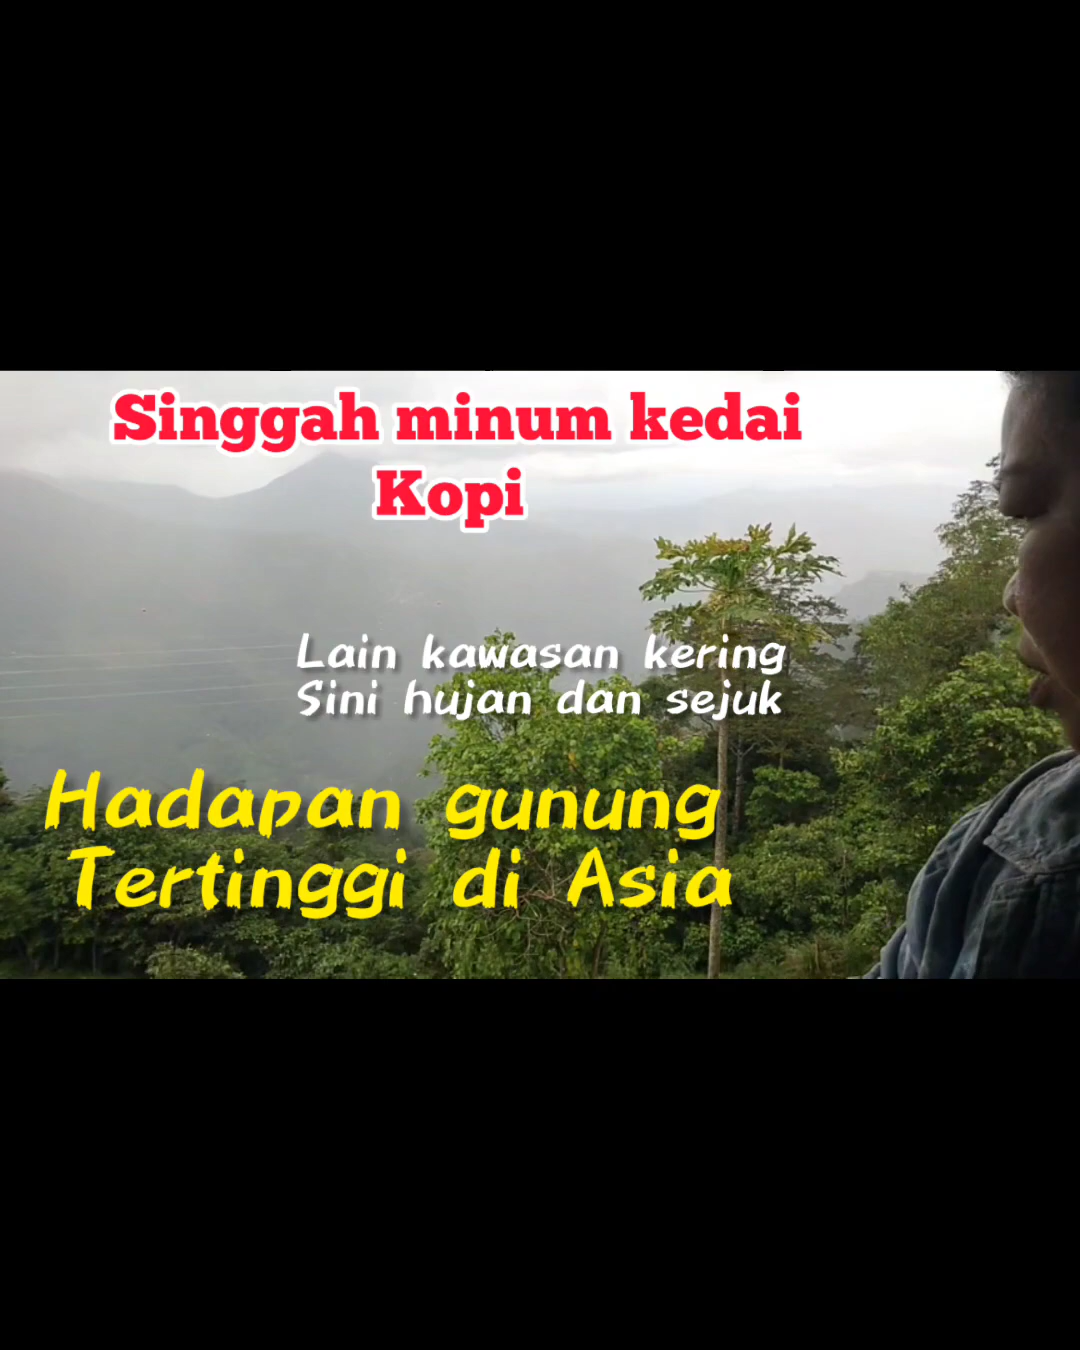 Singgah minum kedai
Kopi
Lain kawasan kering
Sini hujan dan sejuk
Hadapan gunung
Tertinggi di Asia